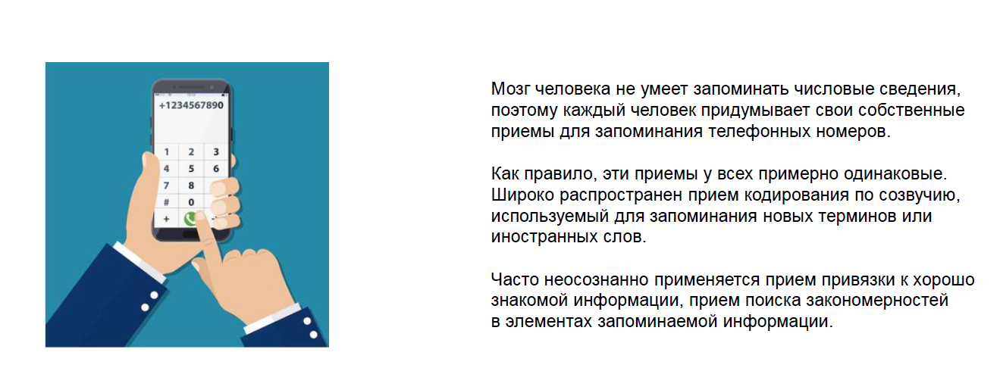 +1234567890
1 2 3
4 5 6
7 8
# 0
+
Мозг человека не умеет запоминать числовые сведения,
поэтому каждый человек придумывает свои собственные
приемы для запоминания телефонных номеров.
Как правило, эти приемы у всех примерно одинаковые.
Широко распространен прием кодирования по созвучию,
используемый для запоминания новых терминов или
иностранных слов.
Часто неосознанно применяется прием привязки к хорошо
знакомой информации, прием поиска закономерностей
в элементах запоминаемой информации.